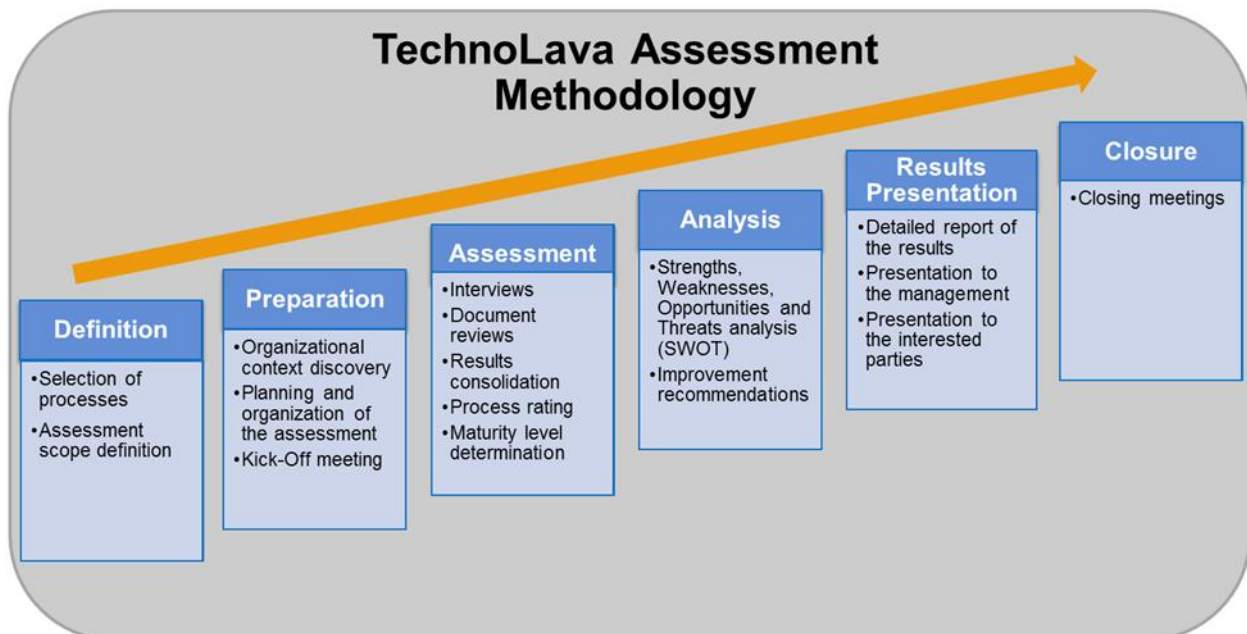 TechnoLava Assessment
Methodology
Definition
•Selection of
processes
•Assessment
scope definition
Preparation
•Organizational
context discovery
•Planning and
organization of
the assessment
•Kick-Off meeting
Assessment
•Interviews
•Document
reviews
•Results
consolidation
•Process rating
•Maturity level
determination
Analysis
•Strengths,
Weaknesses,
Opportunities and
Threats analysis
(SWOT)
•Improvement
recommendations
Results
Presentation
•Detailed report of
the results
•Presentation to
the management
•Presentation to
the interested
parties
Closure
•Closing meetings